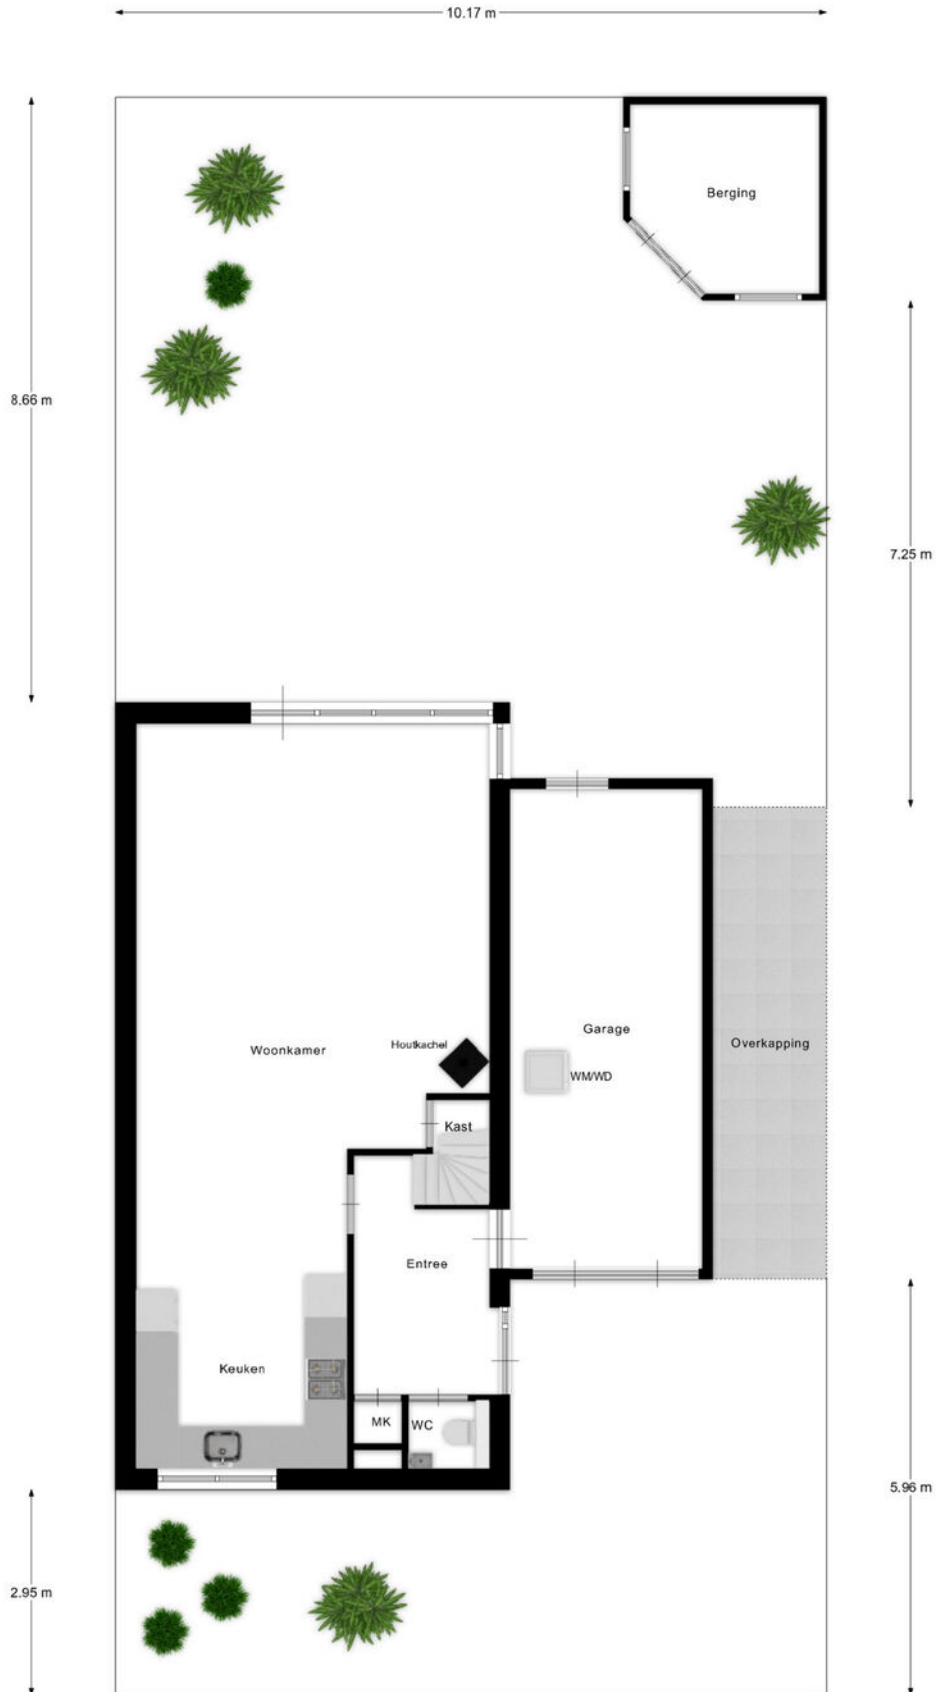 10.17 m
Berging
8.66 m
7.25 m
Garage
Overkapping
Houtkachel
Woonkamer
WM/WD
Kast
Entree
Keuken
MK
WC
5.96 m
2.95 m